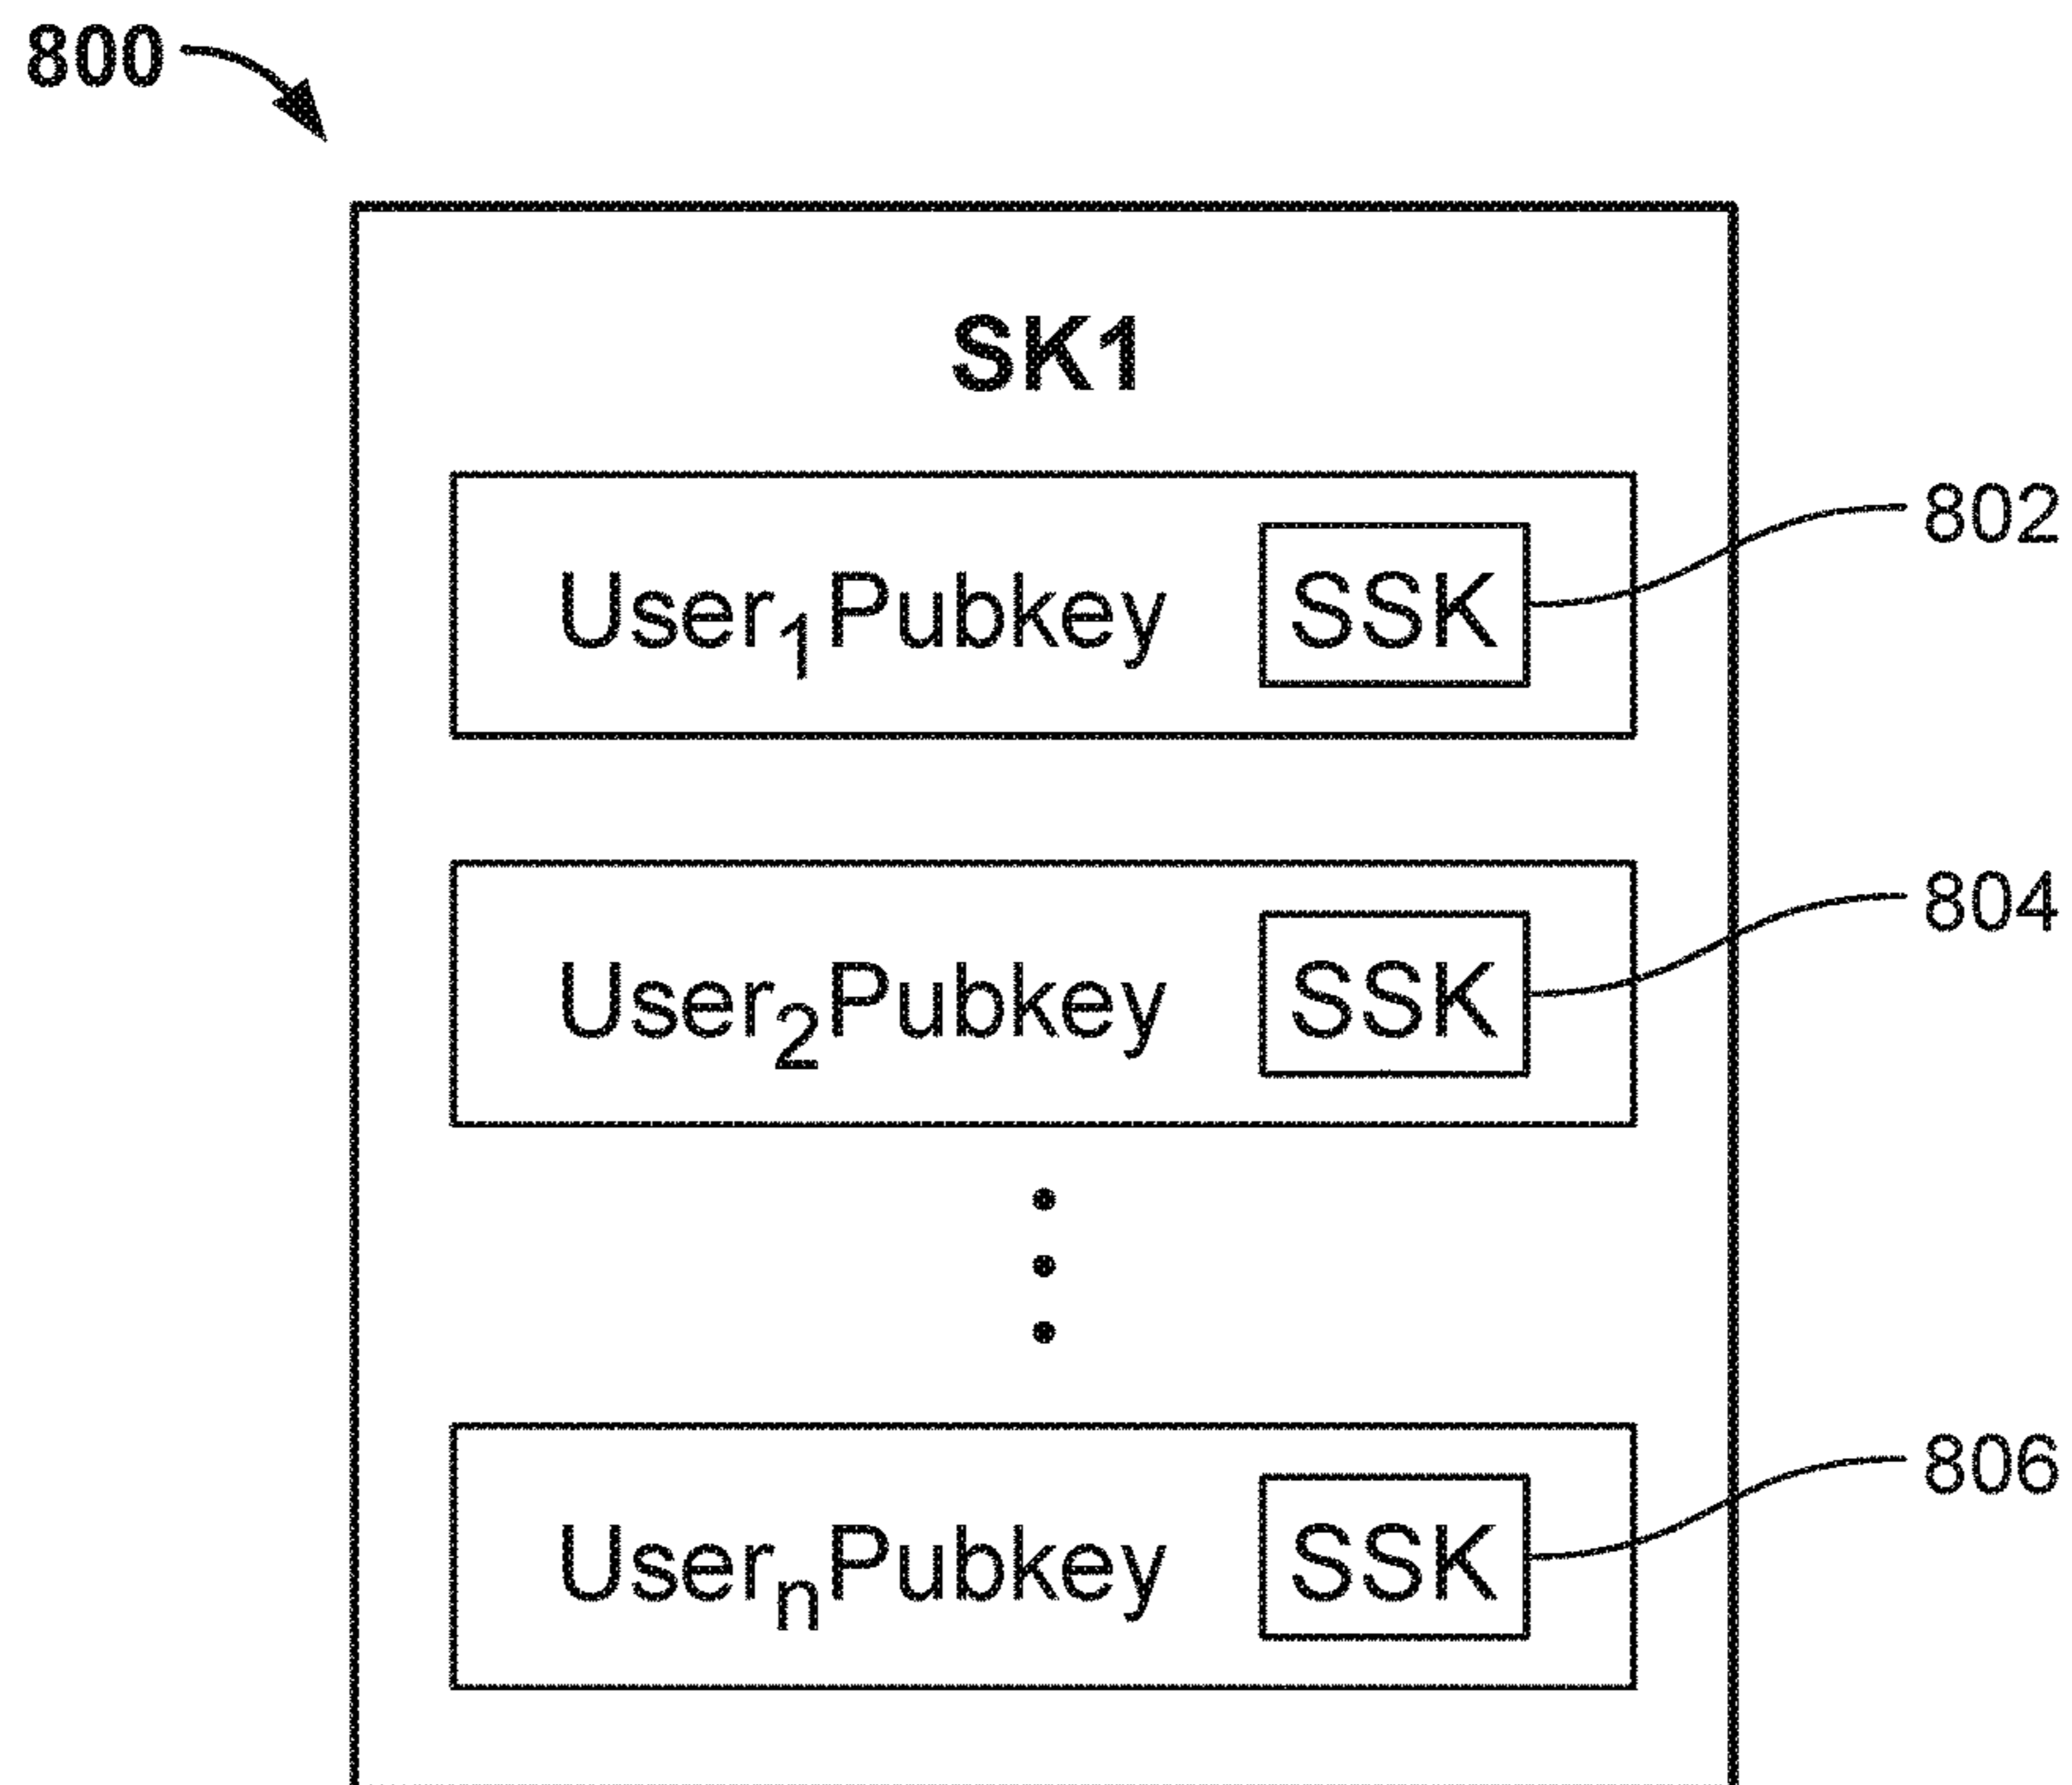 800
SK1
802
User₁Pubkey SSK
804
User₂Pubkey SSK
806
UserₙPubkey SSK